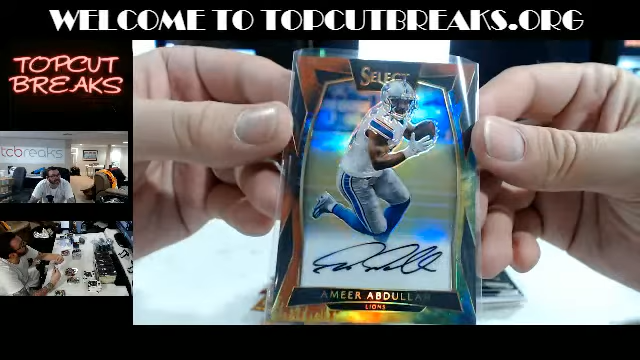 WELCOME TO TOPCUTBREAKS.ORG
TOPCUT
BREAKS
tcbreaks
SELECT
AMEER ABDULLAH
LIONS